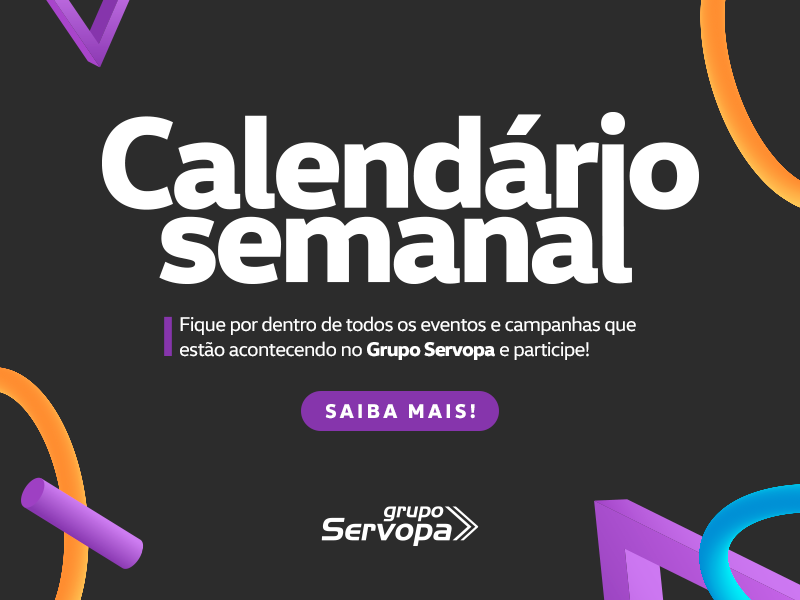 Calendário
semanal
Fique por dentro de todos os eventos e campanhas que
estão acontecendo no Grupo Servopa e participe!
SAIBA MAIS!
grupo
Servopa